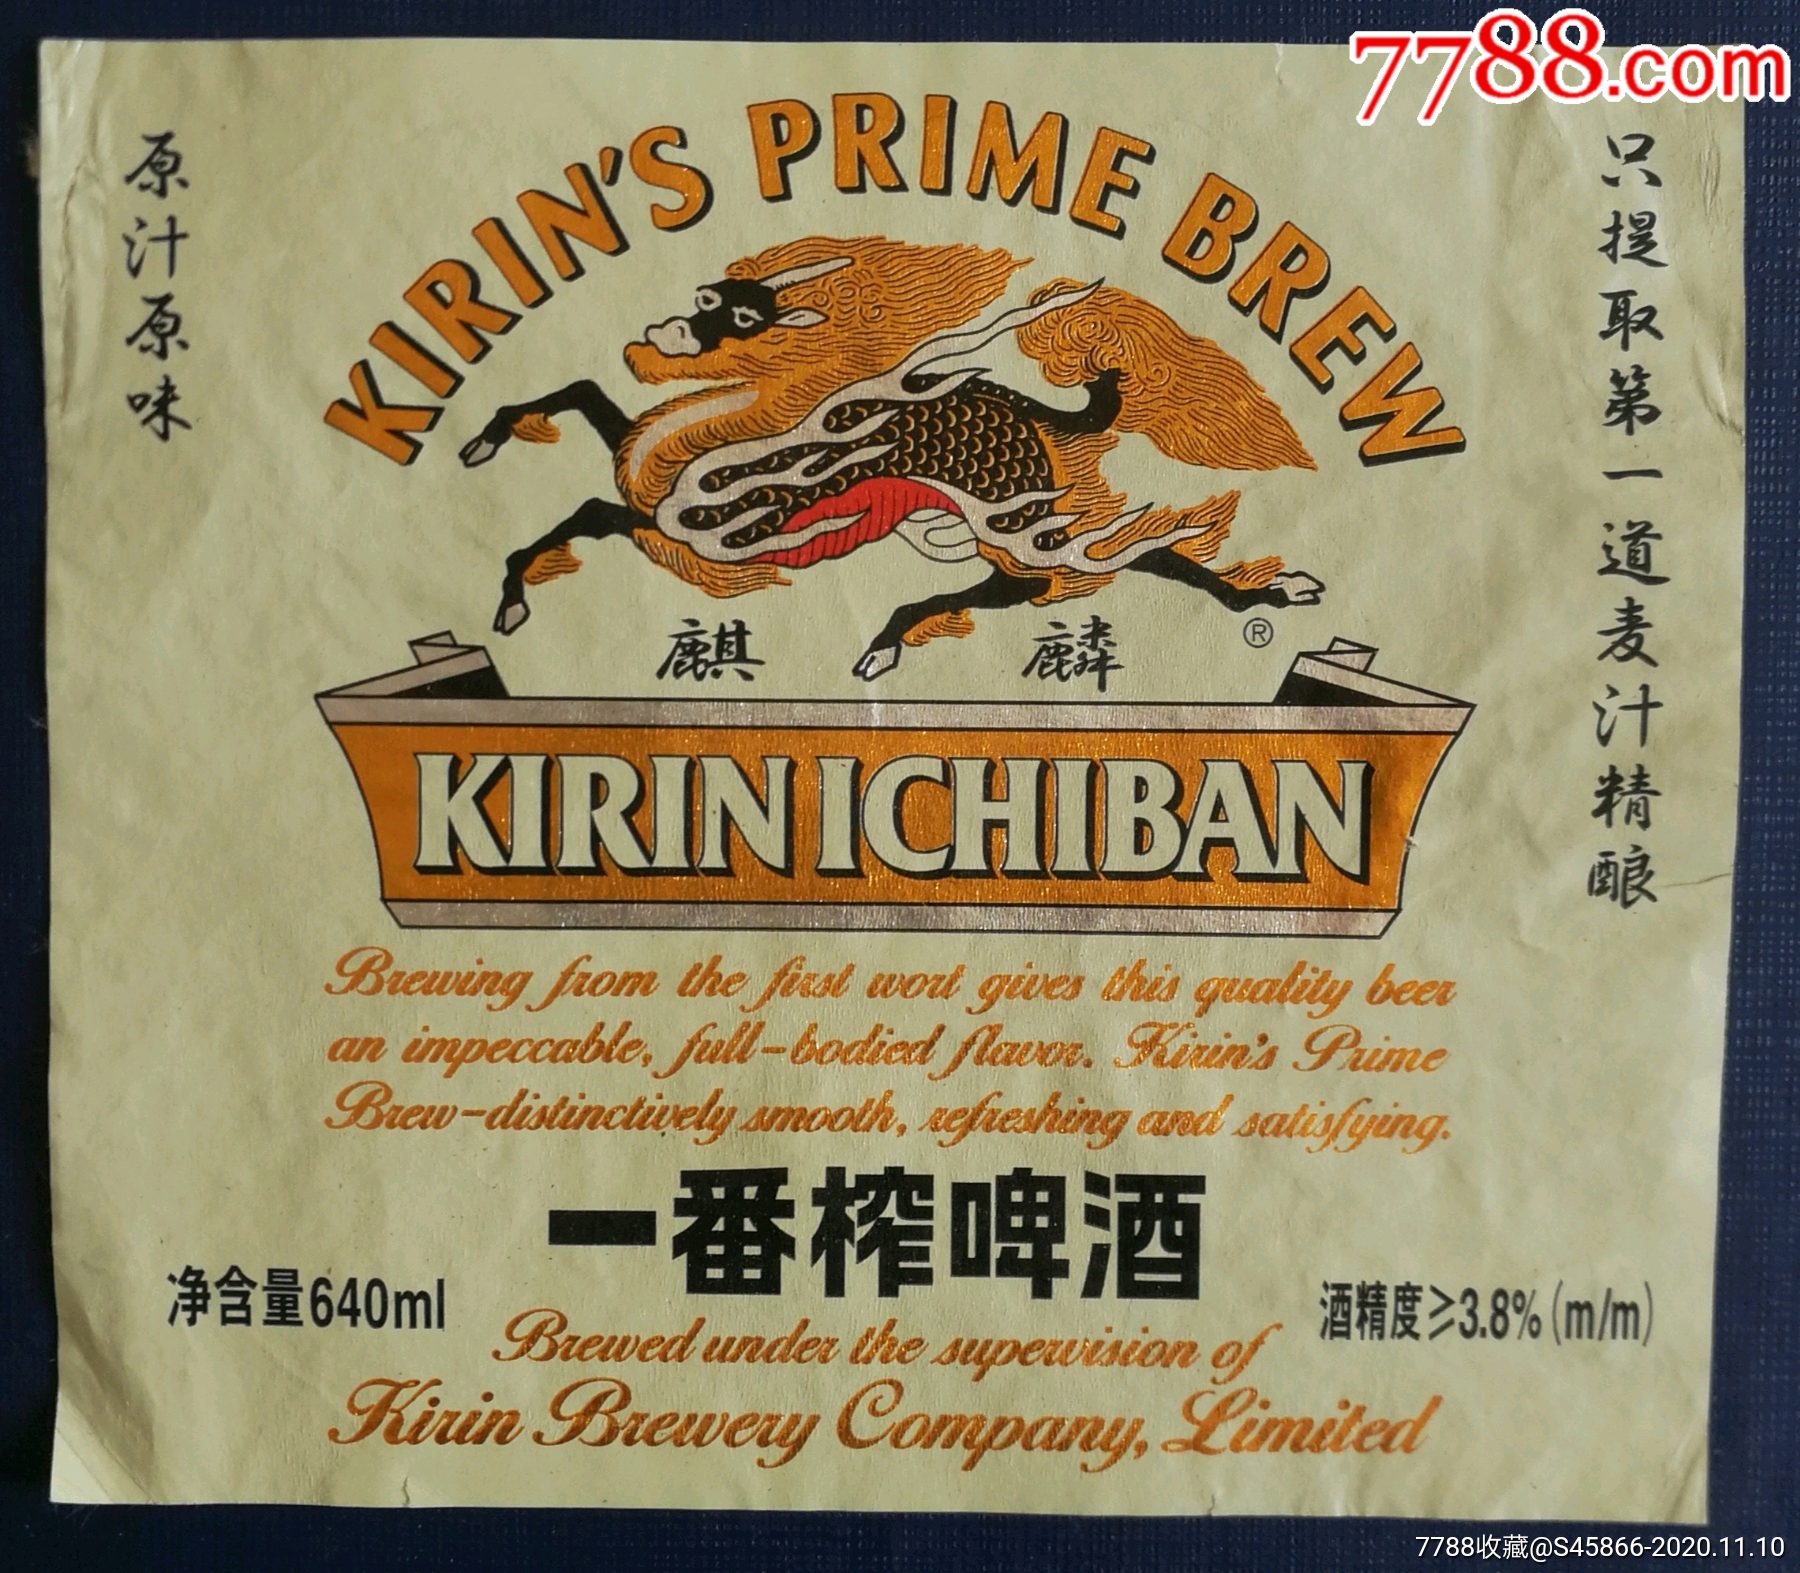 7788.com
KIRIN'S PRIME BREW
原汁原味
只提取第一道麦汁精酿
麒 麟
®
KIRIN ICHIBAN
Brewing from the first wort gives this quality beer
an impeccable, full-bodied flavor. Kirin's Prime
Brew-distinctively smooth, refreshing and satisfying.
一番榨啤酒
净含量640ml
酒精度≥3.8%(m/m)
Brewed under the supervision of
Kirin Brewery Company, Limited
7788收藏@S45866-2020.11.10